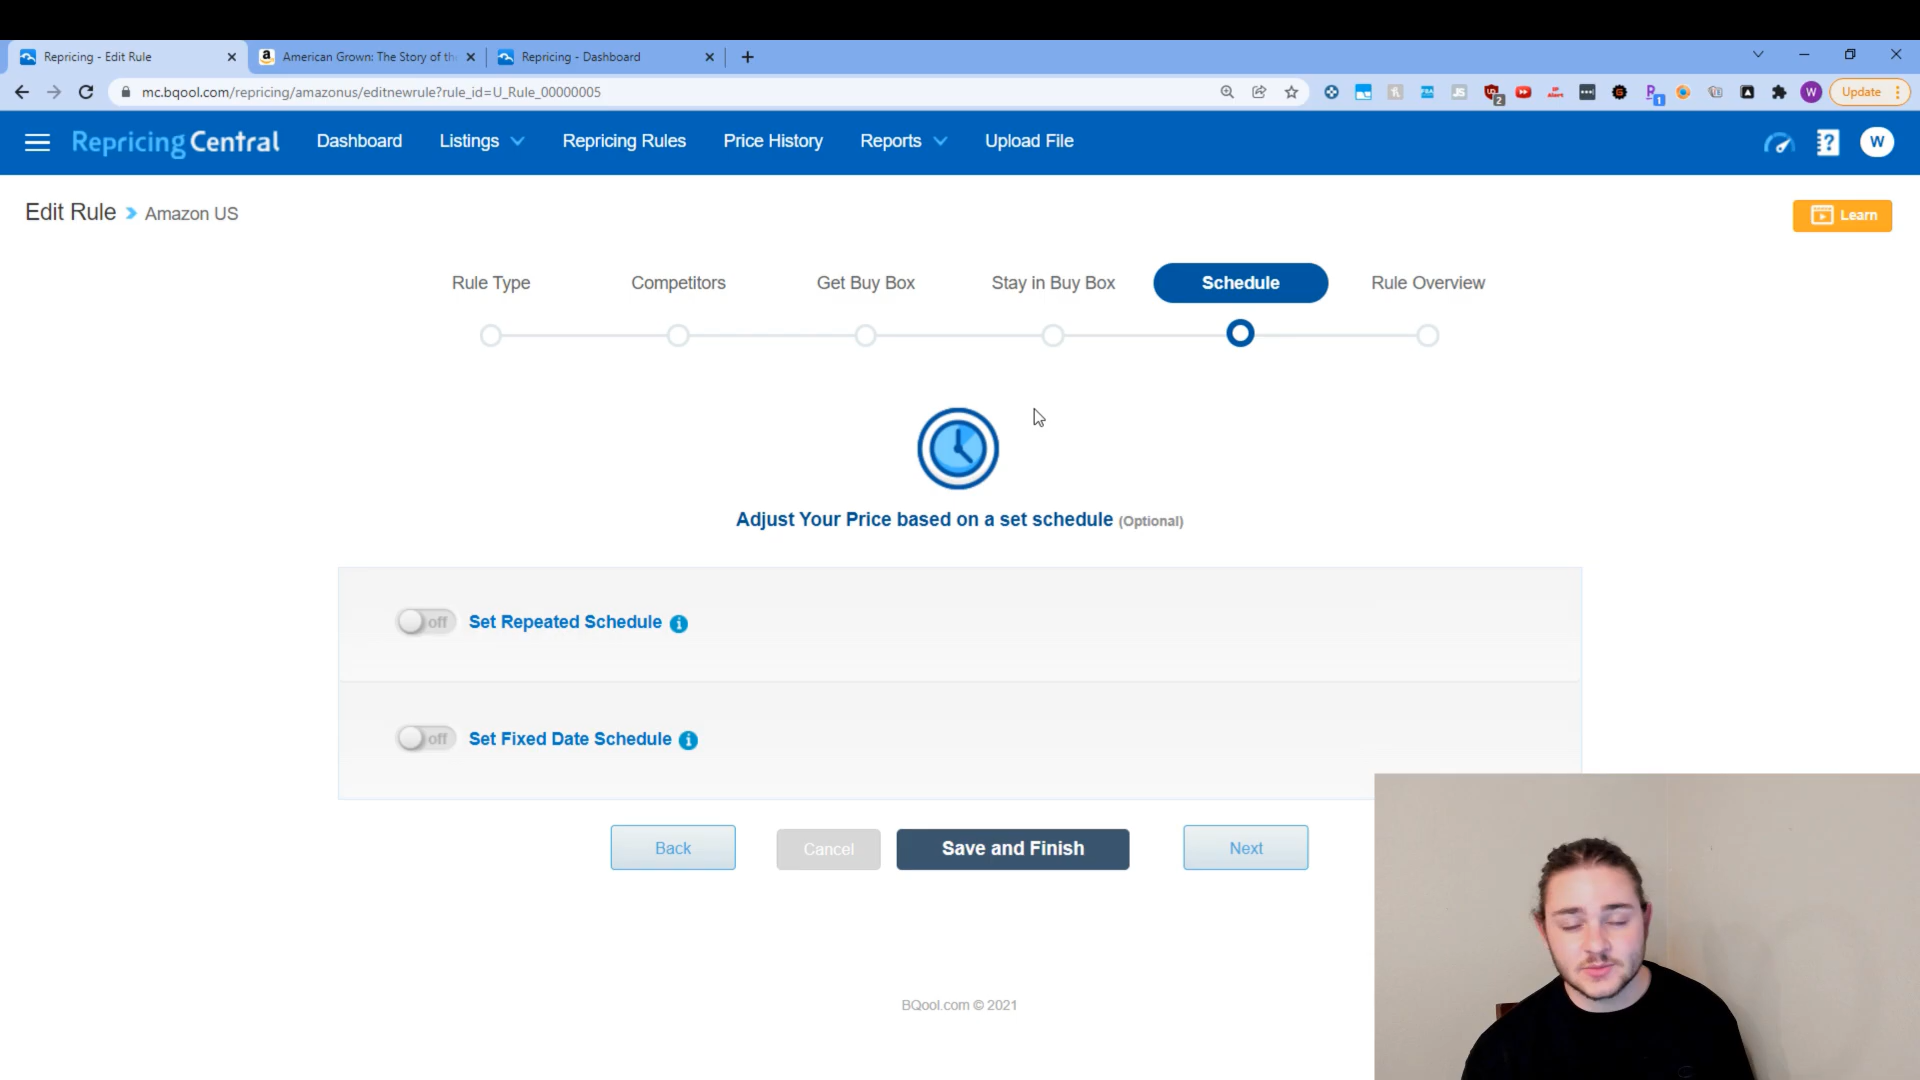 Repricing - Edit Rule
American Grown: The Story of th
Repricing - Dashboard
mc.bqool.com/repricing/amazonus/editnewrule?rule_id=U_Rule_00000005
W
Update
Repricing Central
Dashboard
Listings
Repricing Rules
Price History
Reports
Upload File
W
Edit Rule
Amazon US
Learn
Rule Type
Competitors
Get Buy Box
Stay in Buy Box
Schedule
Rule Overview
Adjust Your Price based on a set schedule (Optional)
off
Set Repeated Schedule
off
Set Fixed Date Schedule
Back
Cancel
Save and Finish
Next
BQool.com © 2021